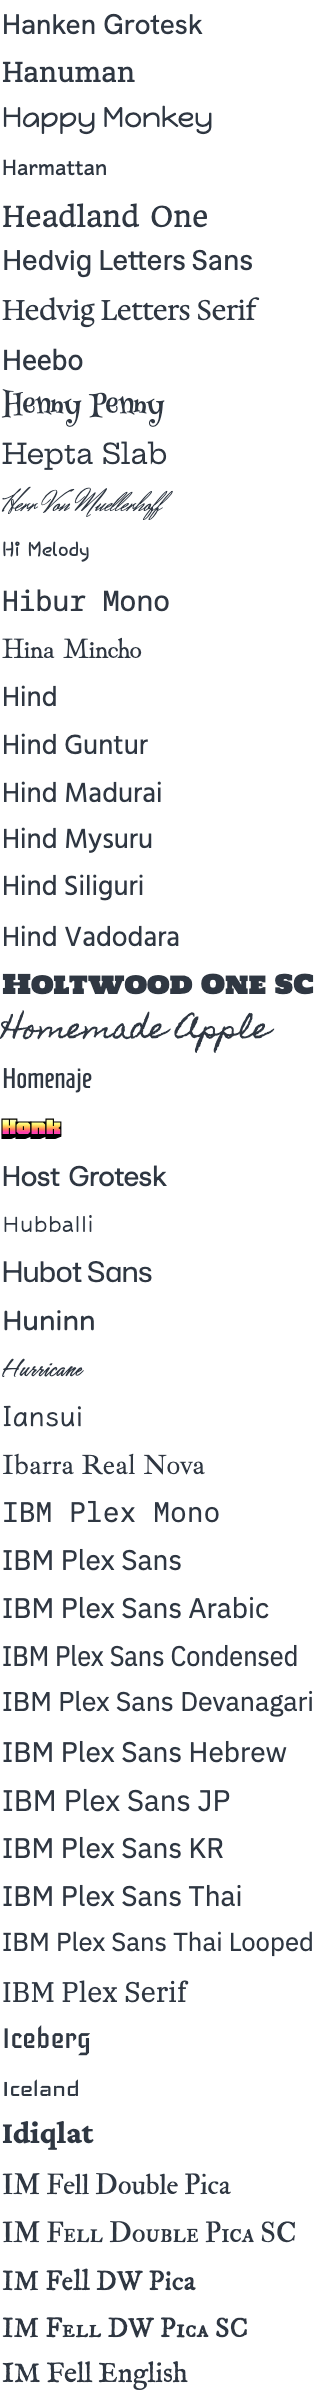 Hanken Grotesk
Hanuman
Happy Monkey
Harmattan
Headland One
Hedvig Letters Sans
Hedvig Letters Serif
Heebo
Henny Penny
Hepta Slab
Herr Von Muellerhoff
Hi Melody
Hibur Mono
Hina Mincho
Hind
Hind Guntur
Hind Madurai
Hind Mysuru
Hind Siliguri
Hind Vadodara
Holtwood One SC
Homemade Apple
Homenaje
Honk
Host Grotesk
Hubballi
Hubot Sans
Huninn
Hurricane
Iansui
Ibarra Real Nova
IBM Plex Mono
IBM Plex Sans
IBM Plex Sans Arabic
IBM Plex Sans Condensed
IBM Plex Sans Devanagari
IBM Plex Sans Hebrew
IBM Plex Sans JP
IBM Plex Sans KR
IBM Plex Sans Thai
IBM Plex Sans Thai Looped
IBM Plex Serif
Iceberg
Iceland
Idiqlat
IM Fell Double Pica
IM Fell Double Pica SC
IM Fell DW Pica
IM Fell DW Pica SC
IM Fell English